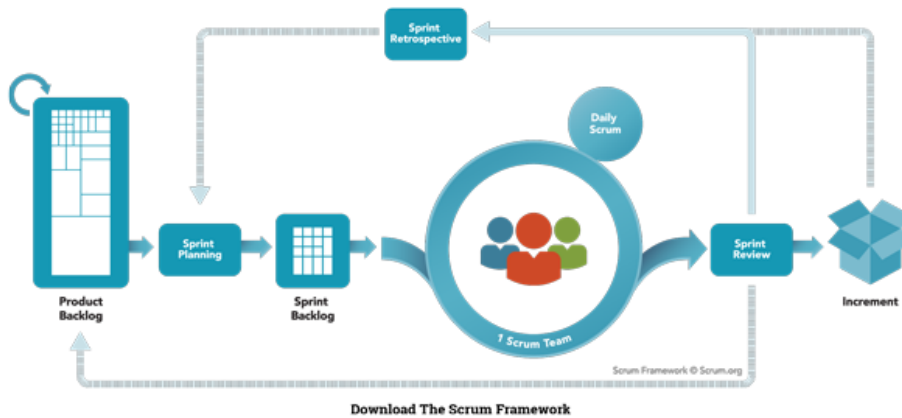 Sprint
Retrospective
Daily
Scrum
Sprint
Planning
Sprint
Review
Product
Backlog
Sprint
Backlog
Increment
1 Scrum Team
Scrum Framework © Scrum.org
Download The Scrum Framework